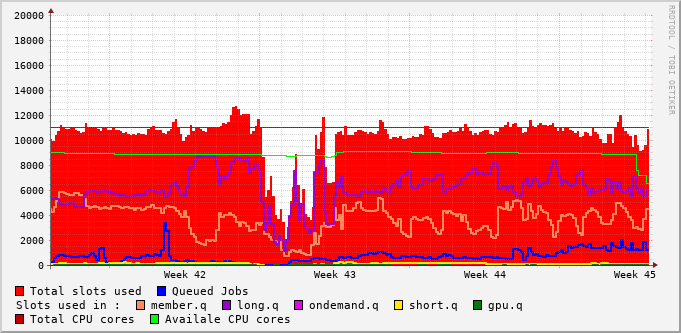 RRDTOOL / TOBI OETIKER
20000
18000
16000
14000
12000
10000
8000
6000
4000
2000
0
Week 42 Week 43 Week 44 Week 45
Total slots used Queued Jobs
Slots used in : member.q long.q ondemand.q short.q gpu.q
Total CPU cores Availale CPU cores